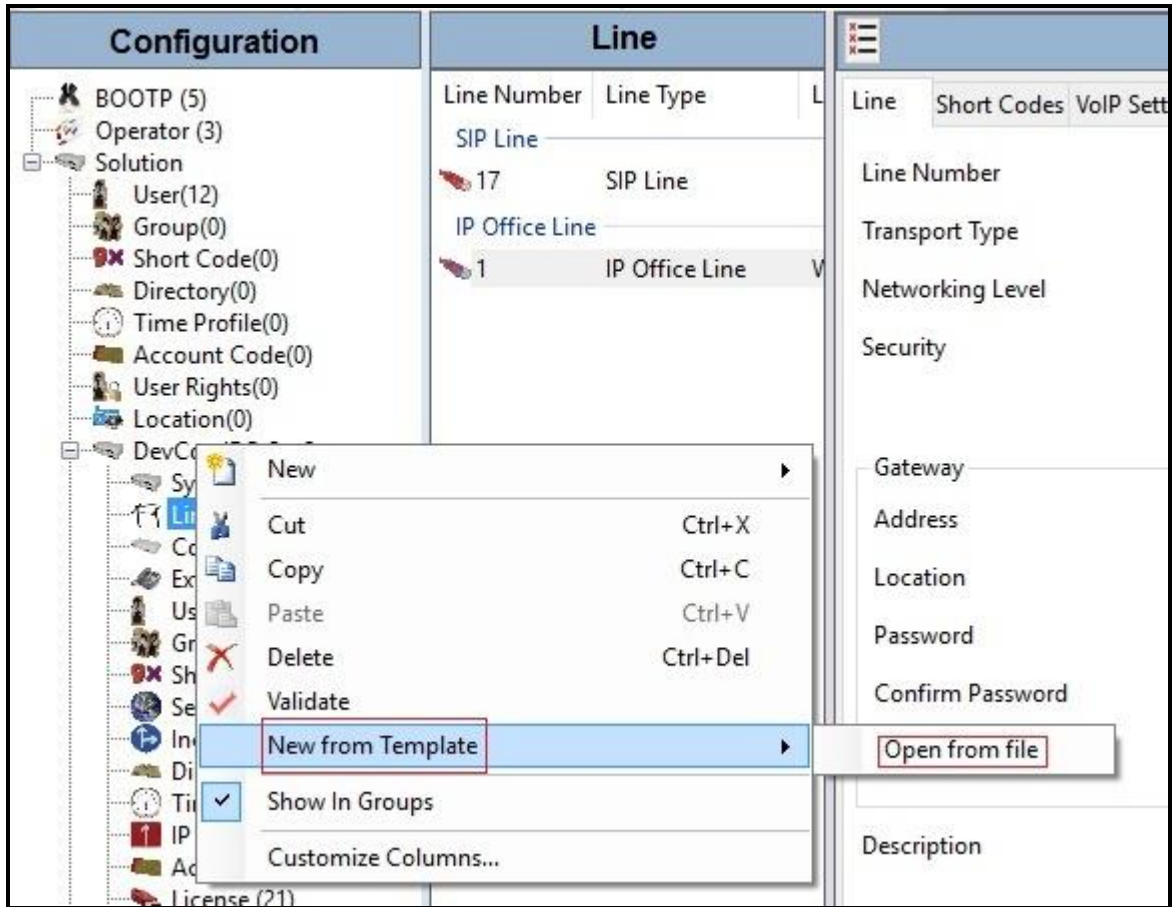 Configuration
BOOTP (5)
Operator (3)
Solution
User(12)
Group(0)
Short Code(0)
Directory(0)
Time Profile(0)
Account Code(0)
User Rights(0)
Location(0)
License (21)
Line
Line Number Line Type
SIP Line
17 SIP Line
IP Office Line
1 IP Office Line
Line Short Codes VoIP Sett
Line Number
Transport Type
Networking Level
Security
Gateway
Address
Location
Password
Confirm Password
Description
New
Cut Ctrl+X
Copy Ctrl+C
Paste Ctrl+V
Delete Ctrl+Del
Validate
New from Template
Open from file
Show In Groups
Customize Columns...